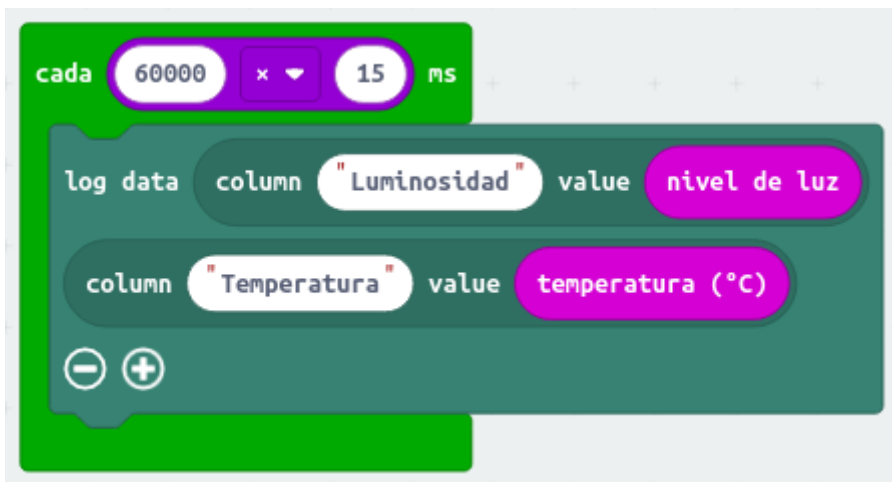 cada 60000 × 15 ms
log data column "Luminosidad" value nivel de luz
column "Temperatura" value temperatura (°C)